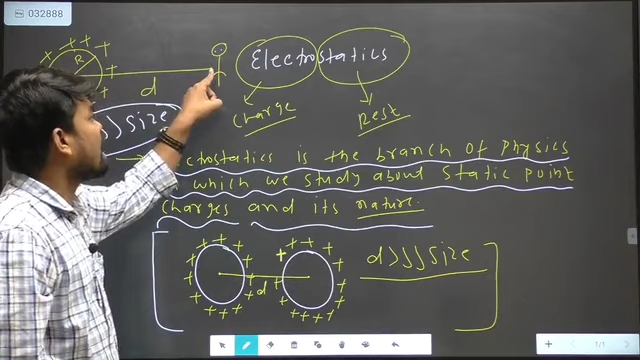 032888
R
d
Electrostatics
>>>Size
Charge
Rest
→ Electrostatics is the branch of Physics
which we study about static point
charges and its nature.
d
d>>>Size
1/1